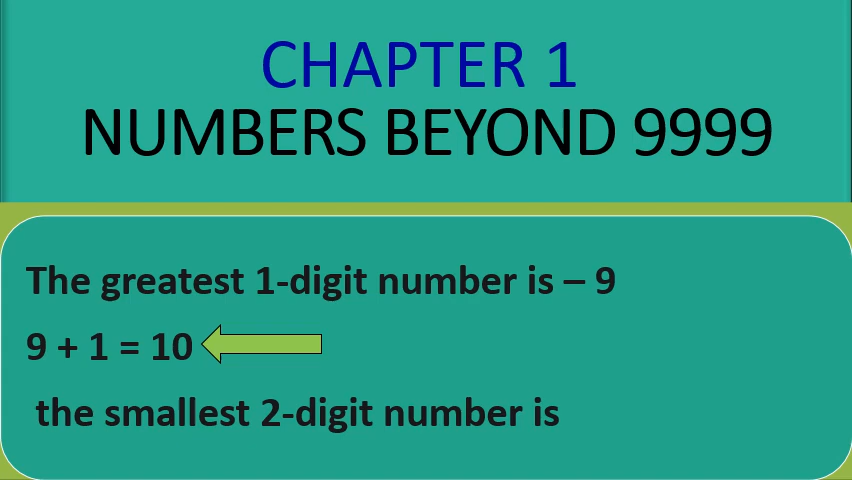 CHAPTER 1
NUMBERS BEYOND 9999
The greatest 1-digit number is – 9
9 + 1 = 10
the smallest 2-digit number is